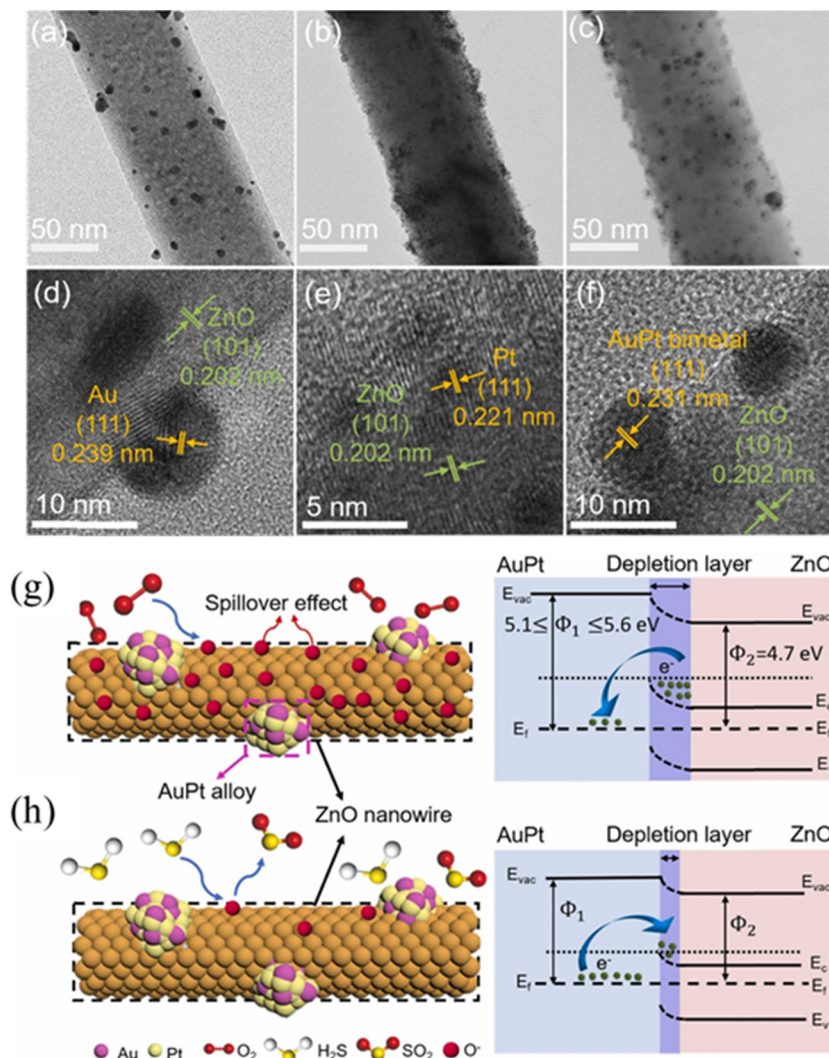 (a)
50 nm
(b)
50 nm
(c)
50 nm
(d)
ZnO
(101)
0.202 nm
Au
(111)
0.239 nm
10 nm
(e)
Pt
(111)
0.221 nm
ZnO
(101)
0.202 nm
5 nm
(f)
AuPt bimetal
(111)
0.231 nm
ZnO
(101)
0.202 nm
10 nm
(g)
Spillover effect
AuPt alloy
ZnO nanowire
AuPt Depletion layer ZnO
Evac
Evac
5.1≤ Φ1 ≤5.6 eV
Φ2=4.7 eV
e-
Ef
(h)
AuPt Depletion layer ZnO
Evac
Evac
Φ1
Φ2
e-
Ec
Ef
Ef
Ev
Au Pt O2 H2S SO2 O-